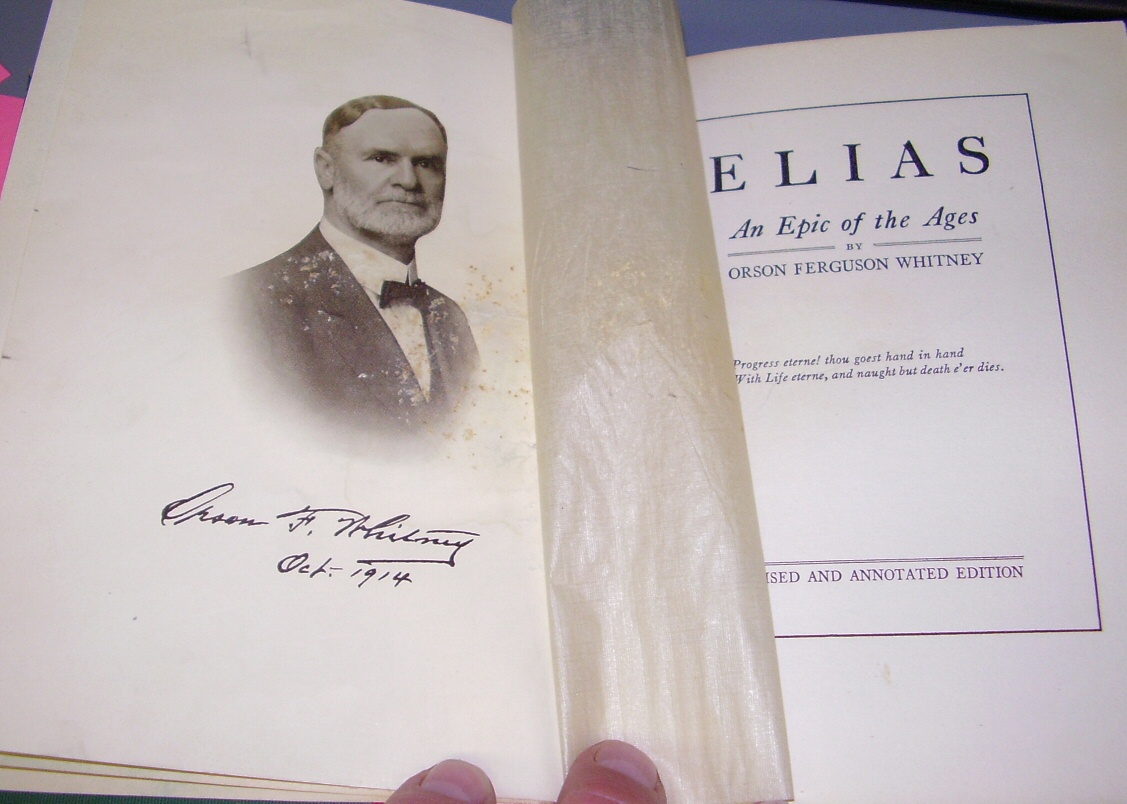 Orson F. Whitney
Oct. 1914
ELIAS
An Epic of the Ages
BY
ORSON FERGUSON WHITNEY
Progress eterne! thou goest hand in hand
With Life eterne, and naught but death e'er dies.
ISED AND ANNOTATED EDITION